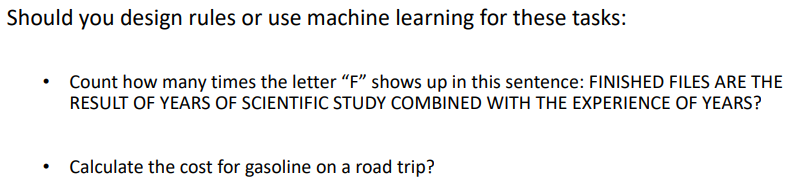 Should you design rules or use machine learning for these tasks:
• Count how many times the letter “F” shows up in this sentence: FINISHED FILES ARE THE
RESULT OF YEARS OF SCIENTIFIC STUDY COMBINED WITH THE EXPERIENCE OF YEARS?
• Calculate the cost for gasoline on a road trip?